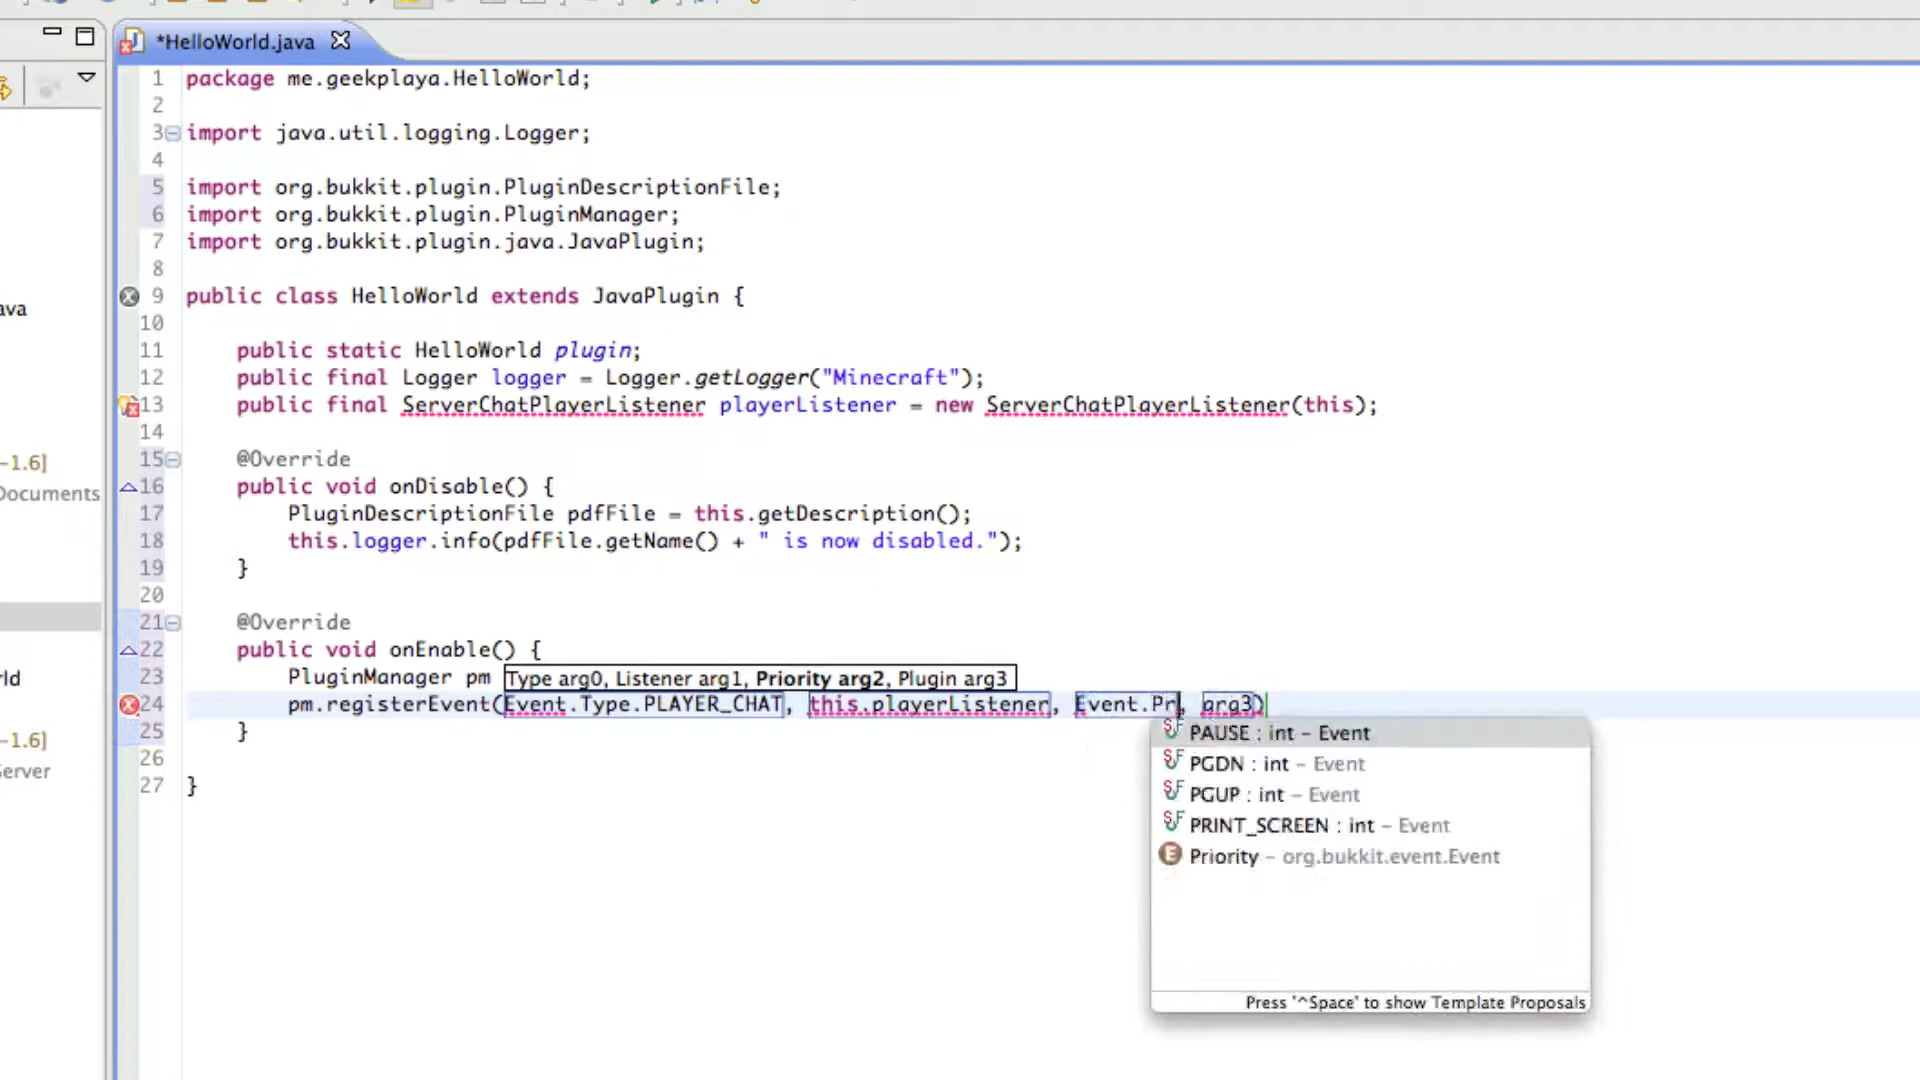 *HelloWorld.java
1 package me.geekplaya.HelloWorld;
2
3 import java.util.logging.Logger;
4
5 import org.bukkit.plugin.PluginDescriptionFile;
6 import org.bukkit.plugin.PluginManager;
7 import org.bukkit.plugin.java.JavaPlugin;
8
9 public class HelloWorld extends JavaPlugin {
ava
10
11 public static HelloWorld plugin;
12 public final Logger logger = Logger.getLogger("Minecraft");
13 public final ServerChatPlayerListener playerListener = new ServerChatPlayerListener(this);
14
15 @Override
-1.6]
16 public void onDisable() {
Documents
17 PluginDescriptionFile pdfFile = this.getDescription();
18 this.logger.info(pdfFile.getName() + " is now disabled.");
19 }
20
21 @Override
22 public void onEnable() {
23 PluginManager pm
Type arg0, Listener arg1, Priority arg2, Plugin arg3
rld
24 pm.registerEvent(Event.Type.PLAYER_CHAT, this.playerListener, Event.Pr, arg3)
25 }
-1.6]
26
Server
27 }
PAUSE : int – Event
PGDN : int – Event
PGUP : int – Event
PRINT_SCREEN : int – Event
Priority – org.bukkit.event.Event
Press '^Space' to show Template Proposals